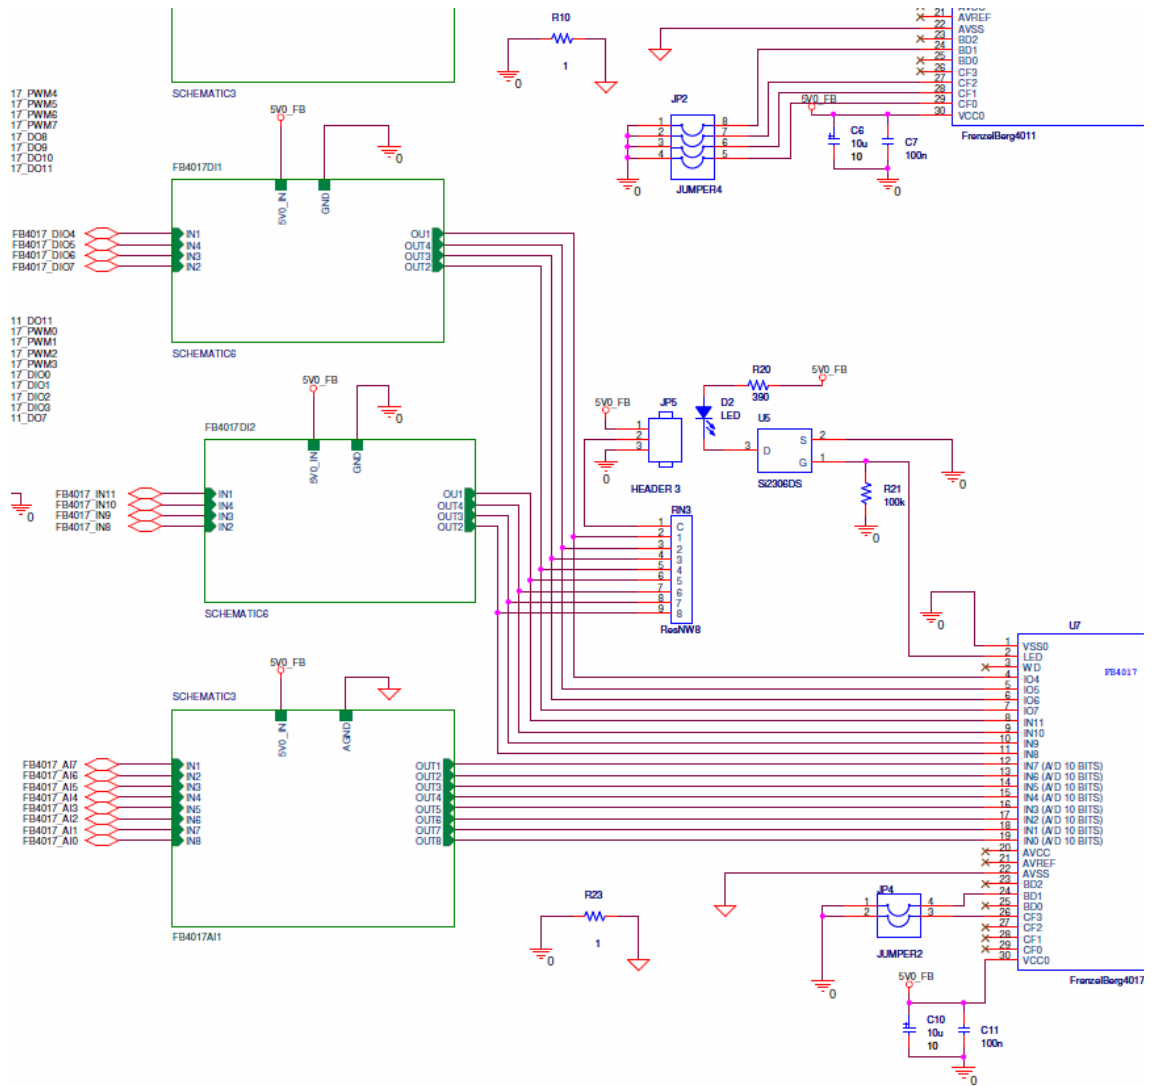 R10
1
0
SCHEMATIC3
21
AVREF
22
AVSS
23
BD2
24
BD1
25
BD0
26
CF3
27
CF2
28
CF1
29
CF0
30
VCC0
FrenzelBerg4011
17_PWM4
17_PWM5
17_PWM6
17_PWM7
17_DO8
17_DO9
17_DO10
17_DO11
JP2
1
2
3
4
8
7
6
5
JUMPER4
0
5V0_FB
C6
10u
10
C7
100n
0
5V0_FB
0
FB4017DI1
5V0_IN
GND
FB4017_DIO4
FB4017_DIO5
FB4017_DIO6
FB4017_DIO7
IN1
IN4
IN3
IN2
OU1
OUT4
OUT3
OUT2
SCHEMATIC6
11_DO11
17_PWM0
17_PWM1
17_PWM2
17_PWM3
17_DIO0
17_DIO1
17_DIO2
17_DIO3
11_DO7
0
5V0_FB
0
FB4017DI2
5V0_IN
GND
FB4017_IN11
FB4017_IN10
FB4017_IN9
FB4017_IN8
IN1
IN4
IN3
IN2
OU1
OUT4
OUT3
OUT2
SCHEMATIC6
5V0_FB
JP5
1
2
3
0
HEADER 3
D2
LED
R20
390
5V0_FB
U5
3
D
S
G
2
1
Si2306DS
0
R21
100k
0
RN3
1
2
3
4
5
6
7
8
9
C
1
2
3
4
5
6
7
8
ResNW8
0
U7
FB4017
1
VSS0
2
LED
3
WD
4
IO4
5
IO5
6
IO6
7
IO7
8
IN11
9
IN10
10
IN9
11
IN8
12
IN7 (A/D 10 BITS)
13
IN6 (A/D 10 BITS)
14
IN5 (A/D 10 BITS)
15
IN4 (A/D 10 BITS)
16
IN3 (A/D 10 BITS)
17
IN2 (A/D 10 BITS)
18
IN1 (A/D 10 BITS)
19
IN0 (A/D 10 BITS)
20
AVCC
21
AVREF
22
AVSS
23
BD2
24
BD1
25
BD0
26
CF3
27
CF2
28
CF1
29
CF0
30
VCC0
FrenzelBerg4017
5V0_FB
SCHEMATIC3
5V0_IN
AGND
FB4017_AI7
FB4017_AI6
FB4017_AI5
FB4017_AI4
FB4017_AI3
FB4017_AI2
FB4017_AI1
FB4017_AI0
IN1
IN2
IN3
IN4
IN5
IN6
IN7
IN8
OUT1
OUT2
OUT3
OUT4
OUT5
OUT6
OUT7
OUT8
FB4017AI1
R23
1
0
JP4
1
2
4
3
JUMPER2
0
5V0_FB
C10
10u
10
C11
100n
0